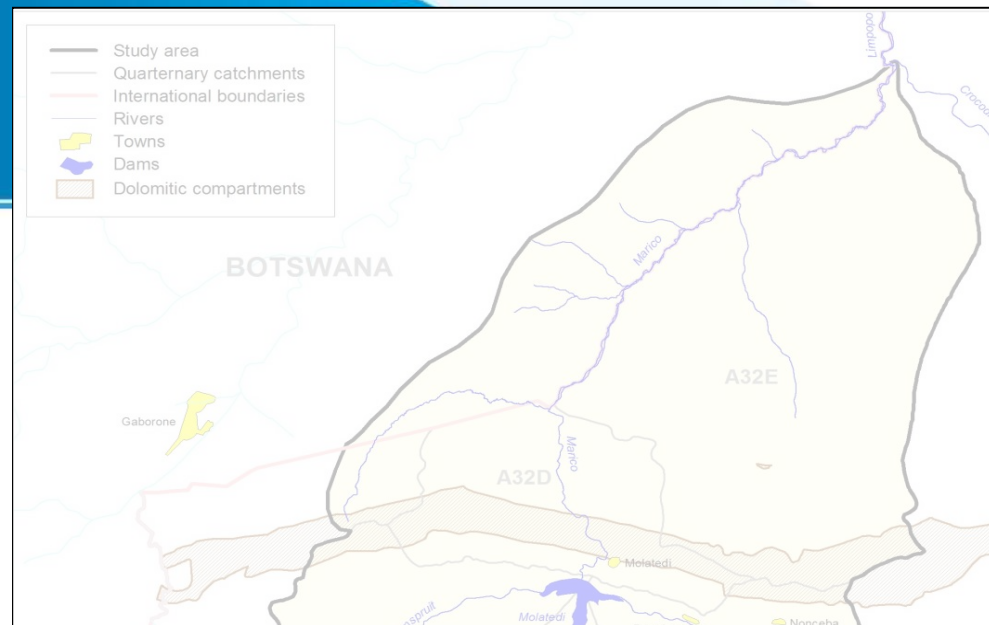 Study area
Quarternary catchments
International boundaries
Rivers
Towns
Dams
Dolomitic compartments
Limpopo
BOTSWANA
Marico
A32E
Gaborone
Marico
A32D
Molatedi
Molatedi